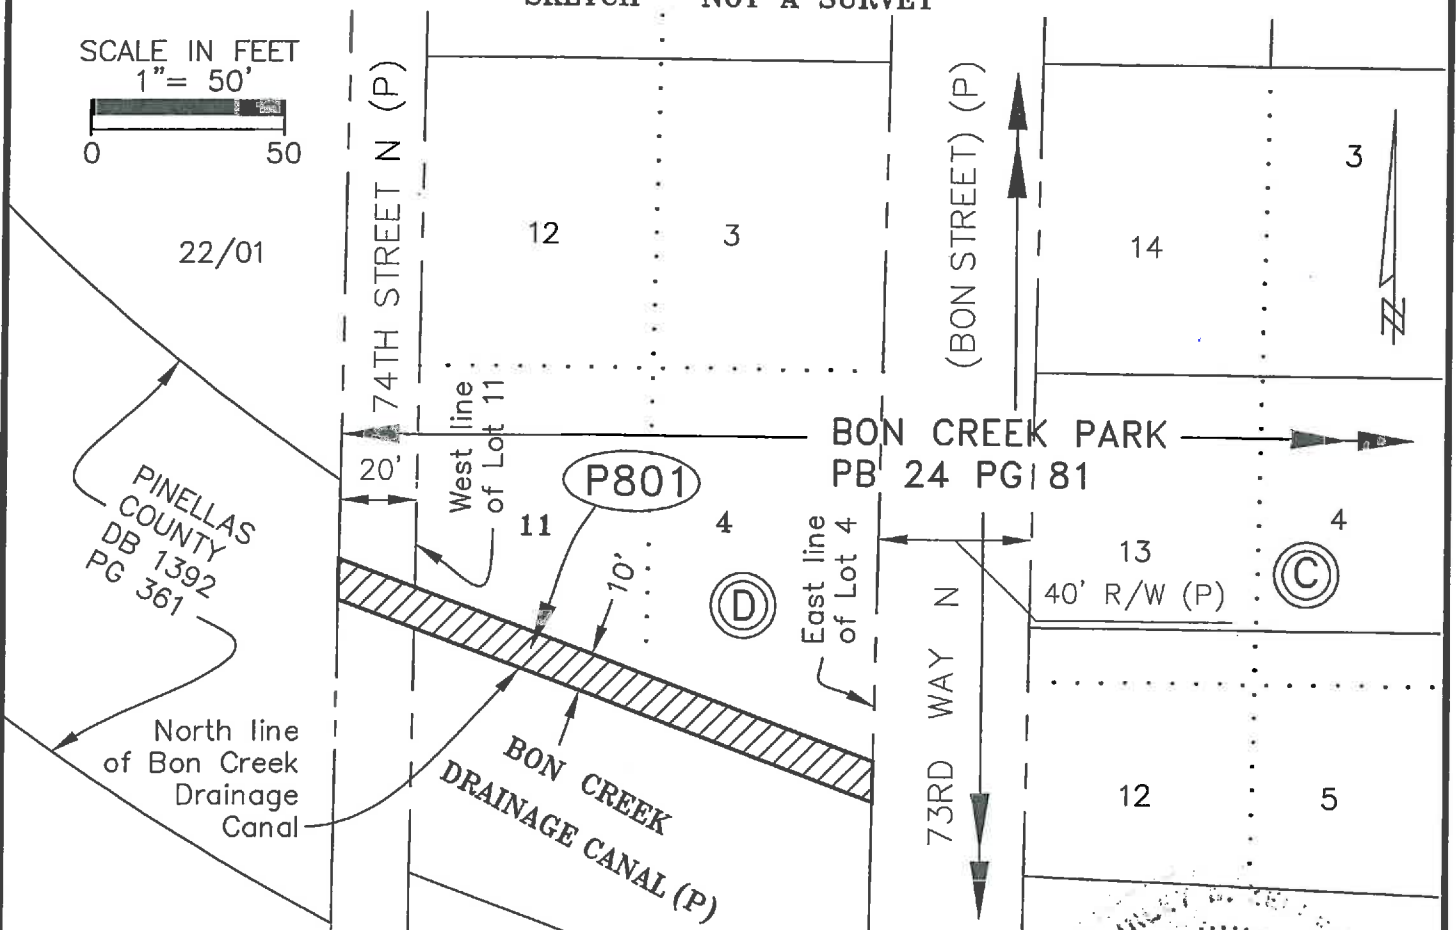 SKETCH - NOT A SURVEY
SCALE IN FEET
1"= 50'
0 50
22/01
74TH STREET N (P)
12
3
(BON STREET) (P)
14
3
N
BON CREEK PARK
PB 24 PG 81
20'
West line
of Lot 11
P801
11
4
10'
D
East line
of Lot 4
13
40' R/W (P)
4
C
PINELLAS
COUNTY
DB 1392
PG 361
73RD WAY N
North line
of Bon Creek
Drainage
Canal
BON CREEK
DRAINAGE CANAL (P)
12
5